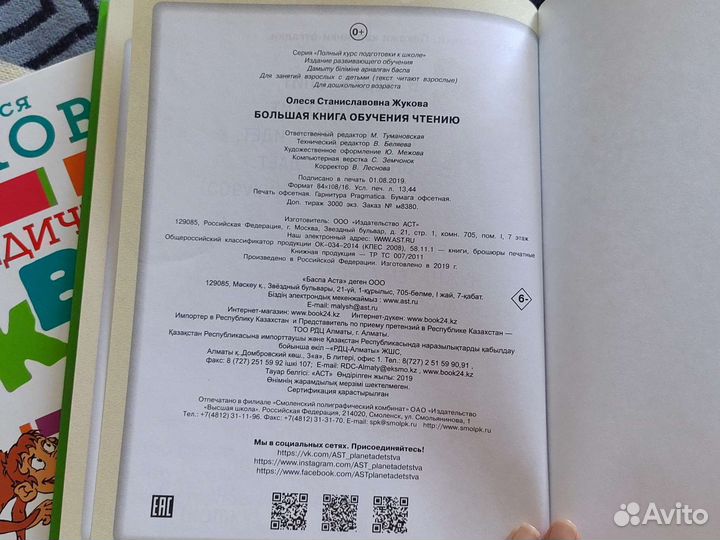 0+
Серия «Полный курс подготовки к школе»
Издание развивающего обучения
Дамыту біліміне арналған баспа
Для занятий взрослых с детьми (текст читают взрослые)
Для дошкольного возраста
Олеся Станиславовна Жукова
БОЛЬШАЯ КНИГА ОБУЧЕНИЯ ЧТЕНИЮ
Ответственный редактор М. Тумановская
Технический редактор В. Беляева
Художественное оформление Ю. Межова
Компьютерная верстка С. Земчонок
Корректор В. Леснова
Подписано в печать 01.08.2019.
Формат 84×108/16. Усл. печ. л. 13,44
Печать офсетная. Гарнитура Pragmatica. Бумага офсетная.
Доп. тираж 3000 экз. Заказ № м8380.
Изготовитель: ООО «Издательство АСТ»
129085, Российская Федерация, г. Москва, Звездный бульвар, д. 21, стр. 1, комн. 705, пом. I, 7 этаж
Наш электронный адрес: WWW.AST.RU
Общероссийский классификатор продукции ОК-034-2014 (КПЕС 2008), 58.11.1 — книги, брошюры печатные
Книжная продукция — ТР ТС 007/2011
Произведено в Российской Федерации. Изготовлено в 2019 г.
«Баспа Аста» деген ООО
129085, Мәскеу қ., Звёздный бульвары, 21-үй, 1-құрылыс, 705-бөлме, I жай, 7-қабат.
Біздің электрондық мекенжаймыз : www.ast.ru
E-mail: malysh@ast.ru
Интернет-магазин: www.book24.kz Интернет-дүкен: www.book24.kz
Импортер в Республику Казахстан и Представитель по приему претензий в Республике Казахстан —
ТОО РДЦ Алматы, г. Алматы.
Қазақстан Республикасына импорттаушы және Қазақстан Республикасында наразылықтарды қабылдау
бойынша өкіл –«РДЦ-Алматы» ЖШС,
Алматы қ.,Домбровский көш., 3«а», Б литері, офис 1. Тел.: 8(727) 2 51 59 90,91 ,
факс: 8 (727) 251 59 92 ішкі 107; E-mail: RDC-Almaty@eksmo.kz , www.book24.kz
Тауар белгісі: «АСТ» Өндірілген жылы: 2019
Өнімнің жарамдылық мерзімі шектелмеген.
Сертификация қарастырылған
6-
Отпечатано в филиале «Смоленский полиграфический комбинат» ОАО «Издательство
«Высшая школа». Российская Федерация, 214020, Смоленск, ул. Смольянинова, 1
Тел.: +7(4812) 31-11-96. Факс: +7(4812) 31-31-70. E-mail: spk@smolpk.ru http://www.smolpk.ru
Мы в социальных сетях. Присоединяйтесь!
https://vk.com/AST_planetadetstva
https://www.instagram.com/AST_planetadetstva
https://www.facebook.com/ASTplanetadetstva
EAC
Avito